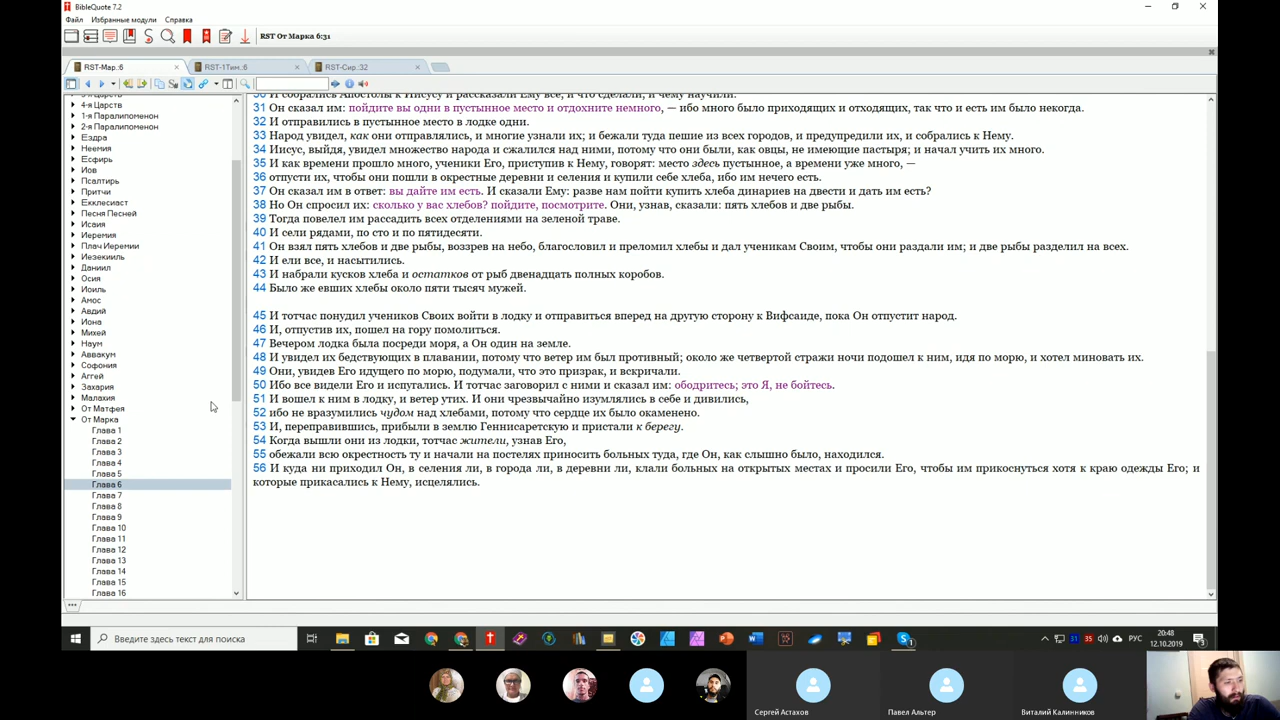 BibleQuote 7.2
Файл Избранные модули Справка
RST От Марка 6:31
RST-Мар.:6 RST-1Тим.:6 RST-Сир.:32
4-я Царств
1-я Паралипоменон
2-я Паралипоменон
Ездра
Неемия
Есфирь
Иов
Псалтирь
Притчи
Екклесиаст
Песня Песней
Исаия
Иеремия
Плач Иеремии
Иезекииль
Даниил
Осия
Иоиль
Амос
Авдий
Иона
Михей
Наум
Аввакум
Софония
Аггей
Захария
Малахия
От Матфея
От Марка
Глава 1
Глава 2
Глава 3
Глава 4
Глава 5
Глава 6
Глава 7
Глава 8
Глава 9
Глава 10
Глава 11
Глава 12
Глава 13
Глава 14
Глава 15
Глава 16
30 И собрались Апостолы к Иисусу и рассказали Ему все, и что сделали, и чему научили.
31 Он сказал им: пойдите вы одни в пустынное место и отдохните немного, — ибо много было приходящих и отходящих, так что и есть им было некогда.
32 И отправились в пустынное место в лодке одни.
33 Народ увидел, как они отправлялись, и многие узнали их; и бежали туда пешие из всех городов, и предупредили их, и собрались к Нему.
34 Иисус, выйдя, увидел множество народа и сжалился над ними, потому что они были, как овцы, не имеющие пастыря; и начал учить их много.
35 И как времени прошло много, ученики Его, приступив к Нему, говорят: место здесь пустынное, а времени уже много, —
36 отпусти их, чтобы они пошли в окрестные деревни и селения и купили себе хлеба, ибо им нечего есть.
37 Он сказал им в ответ: вы дайте им есть. И сказали Ему: разве нам пойти купить хлеба динариев на двести и дать им есть?
38 Но Он спросил их: сколько у вас хлебов? пойдите, посмотрите. Они, узнав, сказали: пять хлебов и две рыбы.
39 Тогда повелел им рассадить всех отделениями на зеленой траве.
40 И сели рядами, по сто и по пятидесяти.
41 Он взял пять хлебов и две рыбы, воззрев на небо, благословил и преломил хлебы и дал ученикам Своим, чтобы они раздали им; и две рыбы разделил на всех.
42 И ели все, и насытились.
43 И набрали кусков хлеба и остатков от рыб двенадцать полных коробов.
44 Было же евших хлебы около пяти тысяч мужей.
45 И тотчас понудил учеников Своих войти в лодку и отправиться вперед на другую сторону к Вифсаиде, пока Он отпустит народ.
46 И, отпустив их, пошел на гору помолиться.
47 Вечером лодка была посреди моря, а Он один на земле.
48 И увидел их бедствующих в плавании, потому что ветер им был противный; около же четвертой стражи ночи подошел к ним, идя по морю, и хотел миновать их.
49 Они, увидев Его идущего по морю, подумали, что это призрак, и вскричали.
50 Ибо все видели Его и испугались. И тотчас заговорил с ними и сказал им: ободритесь; это Я, не бойтесь.
51 И вошел к ним в лодку, и ветер утих. И они чрезвычайно изумлялись в себе и дивились,
52 ибо не вразумились чудом над хлебами, потому что сердце их было окаменено.
53 И, переправившись, прибыли в землю Геннисаретскую и пристали к берегу.
54 Когда вышли они из лодки, тотчас жители, узнав Его,
55 обежали всю окрестность ту и начали на постелях приносить больных туда, где Он, как слышно было, находился.
56 И куда ни приходил Он, в селения ли, в города ли, в деревни ли, клали больных на открытых местах и просили Его, чтобы им прикоснуться хотя к краю одежды Его; и
которые прикасались к Нему, исцелялись.
Введите здесь текст для поиска
31 35 РУС 20:48
12.10.2019
Сергей Астахов Павел Альтер Виталий Калинников